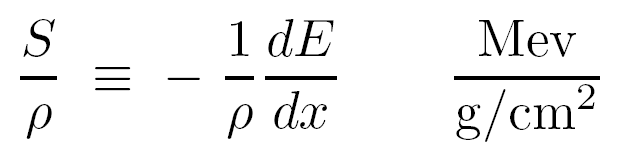 S/ρ ≡ − 1/ρ dE/dx Mev/g/cm²